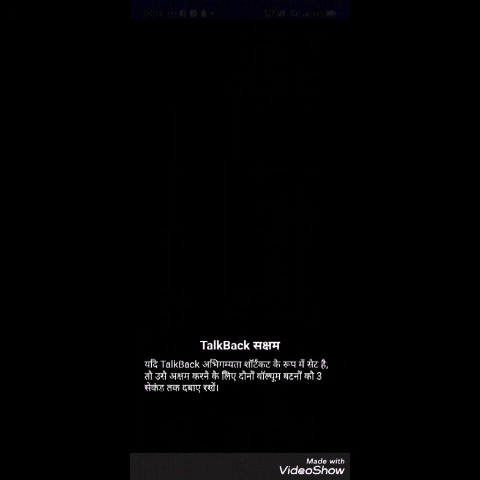 TalkBack सक्षम
यदि TalkBack अभिगम्यता शॉर्टकट के रूप में सेट है,
तो उसे अक्षम करने के लिए दोनों वॉल्यूम बटनों को 3
सेकंड तक दबाए रखें।
Made with
VideoShow